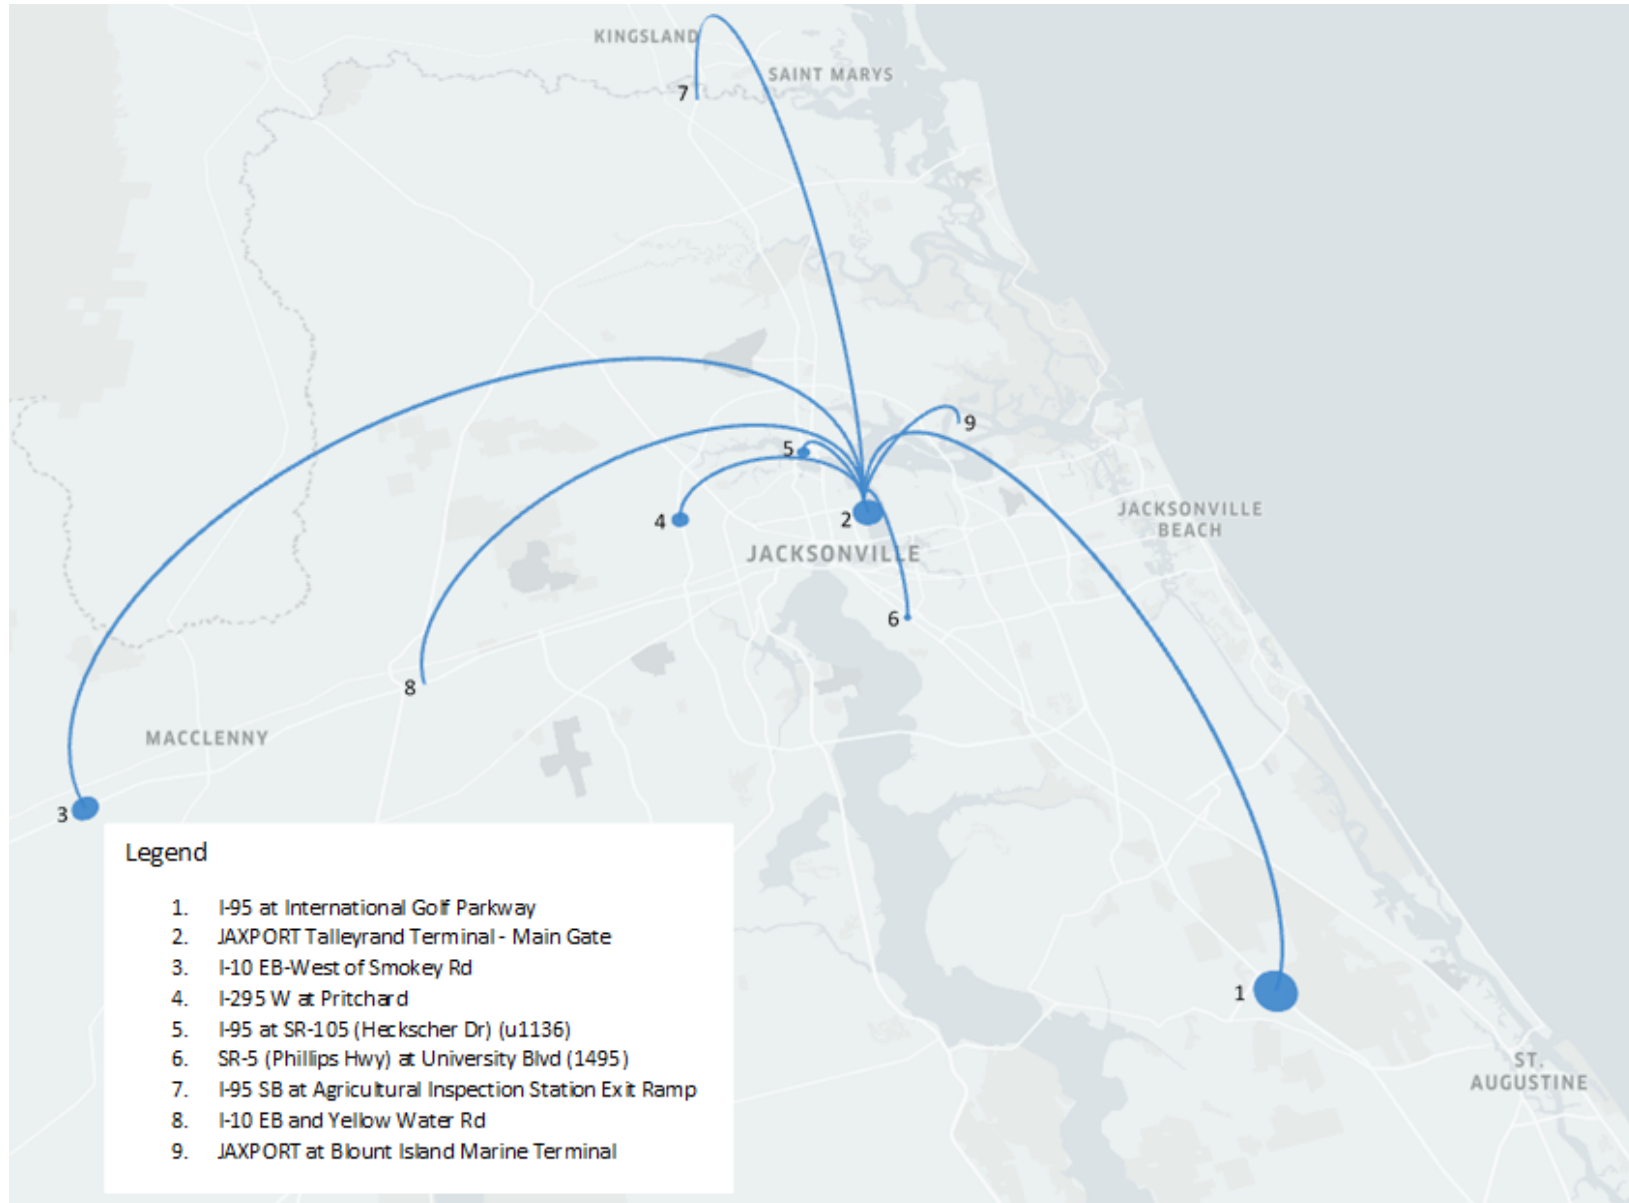 KINGSLAND
SAINT MARYS
7
9
5
4
2
JACKSONVILLE
BEACH
JACKSONVILLE
6
8
MACCLENNY
3
1
ST.
AUGUSTINE
Legend
1. I-95 at International Golf Parkway
2. JAXPORT Talleyrand Terminal - Main Gate
3. I-10 EB-West of Smokey Rd
4. I-295 W at Pritchard
5. I-95 at SR-105 (Heckscher Dr) (u1136)
6. SR-5 (Phillips Hwy) at University Blvd (1495)
7. I-95 SB at Agricultural Inspection Station Exit Ramp
8. I-10 EB and Yellow Water Rd
9. JAXPORT at Blount Island Marine Terminal